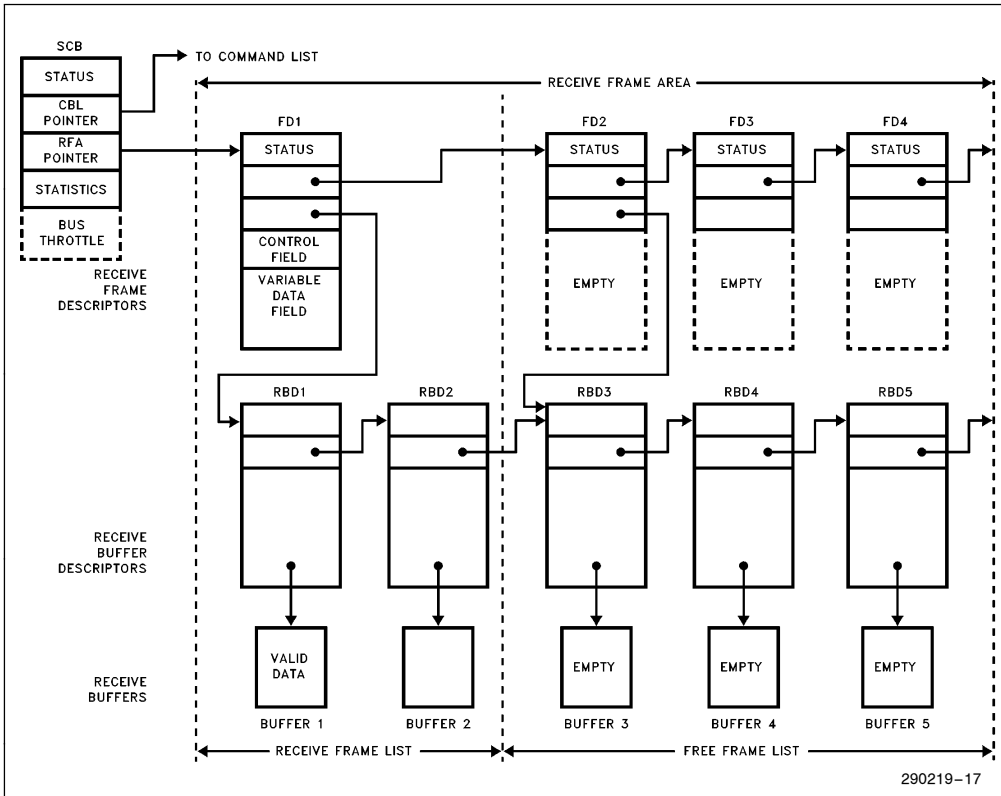 SCB
STATUS
CBL
POINTER
RFA
POINTER
STATISTICS
BUS
THROTTLE
TO COMMAND LIST
RECEIVE FRAME AREA
RECEIVE
FRAME
DESCRIPTORS
FD1
STATUS
CONTROL
FIELD
VARIABLE
DATA
FIELD
FD2
STATUS
EMPTY
FD3
STATUS
EMPTY
FD4
STATUS
EMPTY
RBD1
RBD2
RBD3
RBD4
RBD5
RECEIVE
BUFFER
DESCRIPTORS
RECEIVE
BUFFERS
VALID
DATA
EMPTY
EMPTY
EMPTY
BUFFER 1
BUFFER 2
BUFFER 3
BUFFER 4
BUFFER 5
RECEIVE FRAME LIST
FREE FRAME LIST
290219–17